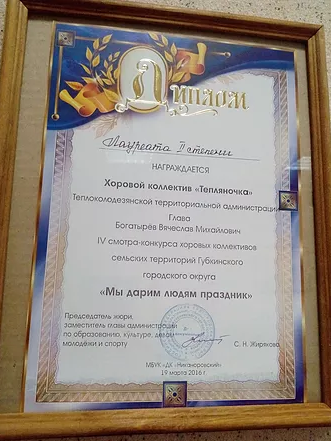 Диплом
Лауреата II степени
НАГРАЖДАЕТСЯ
Хоровой коллектив «Тепляночка»
Теплоколодезянской территориальной администрации
Глава
Богатырёв Вячеслав Михайлович
IV смотра-конкурса хоровых коллективов
сельских территорий Губкинского
городского округа
«Мы дарим людям праздник»
Председатель жюри,
заместитель главы администрации
по образованию, культуре, делам
молодёжи и спорту
С. Н. Жирякова
МБУК «ДК «Никаноровский»
19 марта 2016 г.